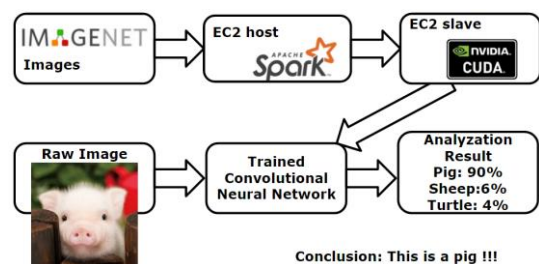 IMAGENET
Images
EC2 host
APACHE
Spark
EC2 slave
NVIDIA
CUDA
Raw Image
Trained
Convolutional
Neural Network
Analyzation
Result
Pig: 90%
Sheep:6%
Turtle: 4%
Conclusion: This is a pig !!!